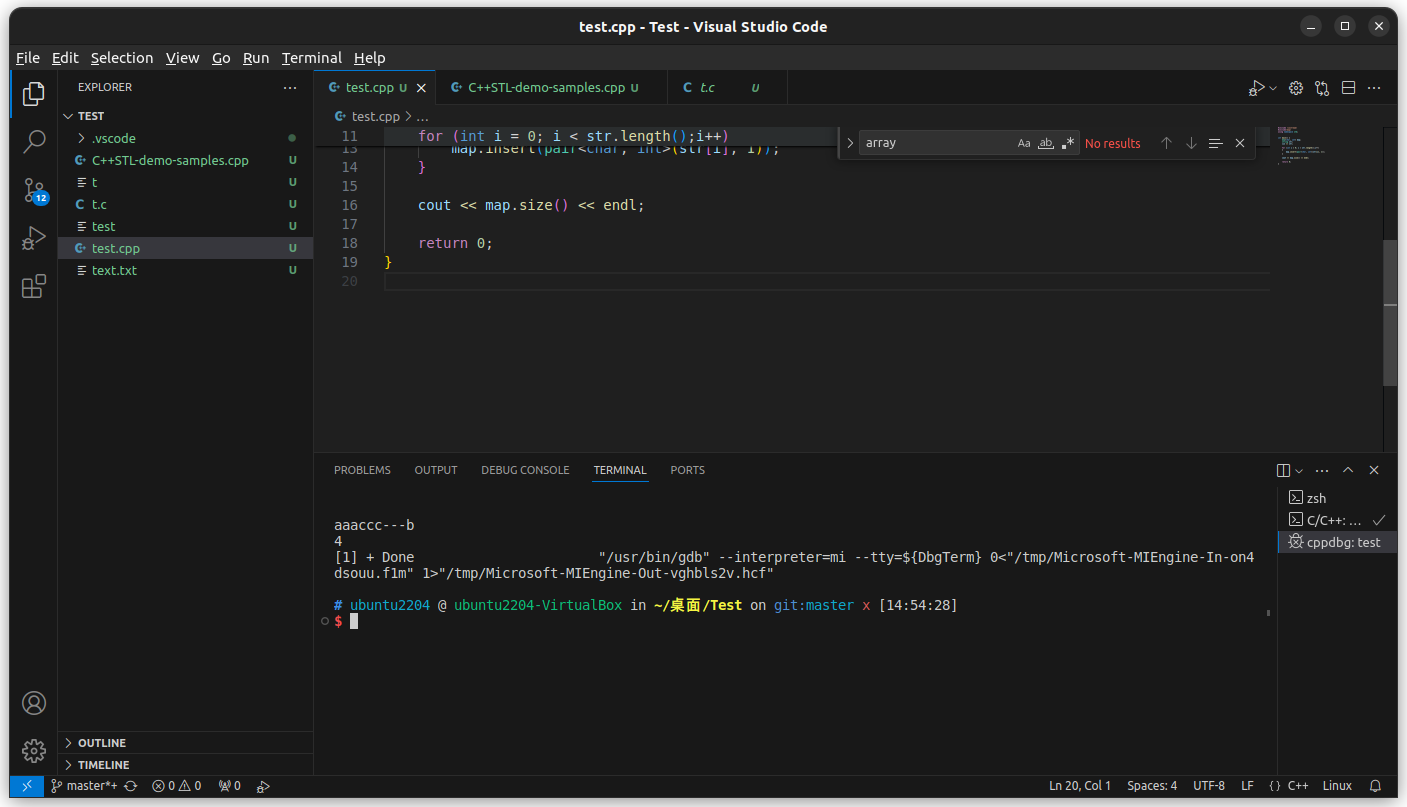 test.cpp - Test - Visual Studio Code
File Edit Selection View Go Run Terminal Help
EXPLORER
TEST
.vscode
C++STL-demo-samples.cpp U
t U
t.c U
test U
test.cpp U
text.txt U
12
OUTLINE
TIMELINE
test.cpp U
C++STL-demo-samples.cpp U
C t.c U
test.cpp > ...
11 for (int i = 0; i < str.length();i++)
13 map.insert(pair<char, int>(str[i], 1));
14 }
15
16 cout << map.size() << endl;
17
18 return 0;
19 }
20
array Aa ab .* No results
PROBLEMS OUTPUT DEBUG CONSOLE TERMINAL PORTS
aaaccc---b
4
[1] + Done "/usr/bin/gdb" --interpreter=mi --tty=${DbgTerm} 0<"/tmp/Microsoft-MIEngine-In-on4
dsouu.f1m" 1>"/tmp/Microsoft-MIEngine-Out-vghbls2v.hcf"
# ubuntu2204 @ ubuntu2204-VirtualBox in ~/桌面/Test on git:master x [14:54:28]
$
zsh
C/C++: ...
cppdbg: test
master*+ 0 0 0 Ln 20, Col 1 Spaces: 4 UTF-8 LF {} C++ Linux